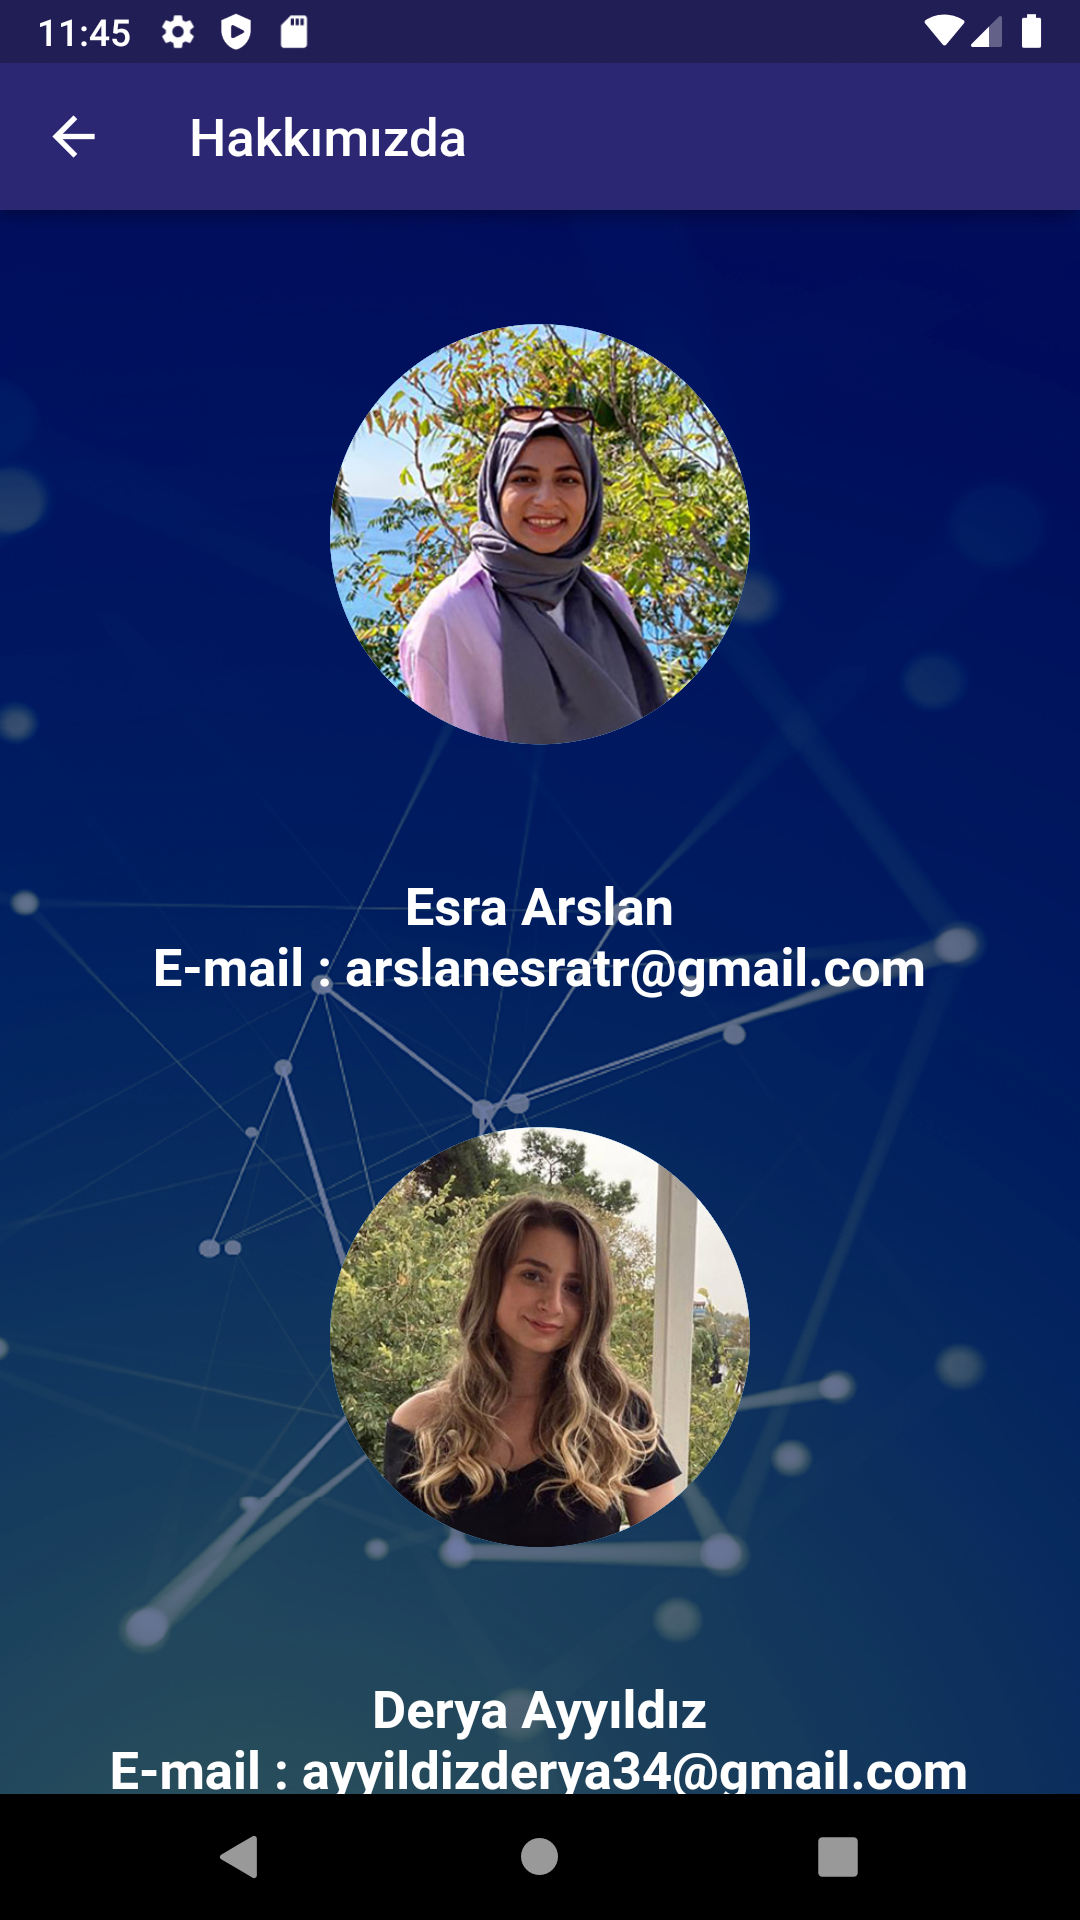 11:45
Hakkımızda
Esra Arslan
E-mail : arslanesratr@gmail.com
Derya Ayyıldız
E-mail : ayyildizderya34@gmail.com